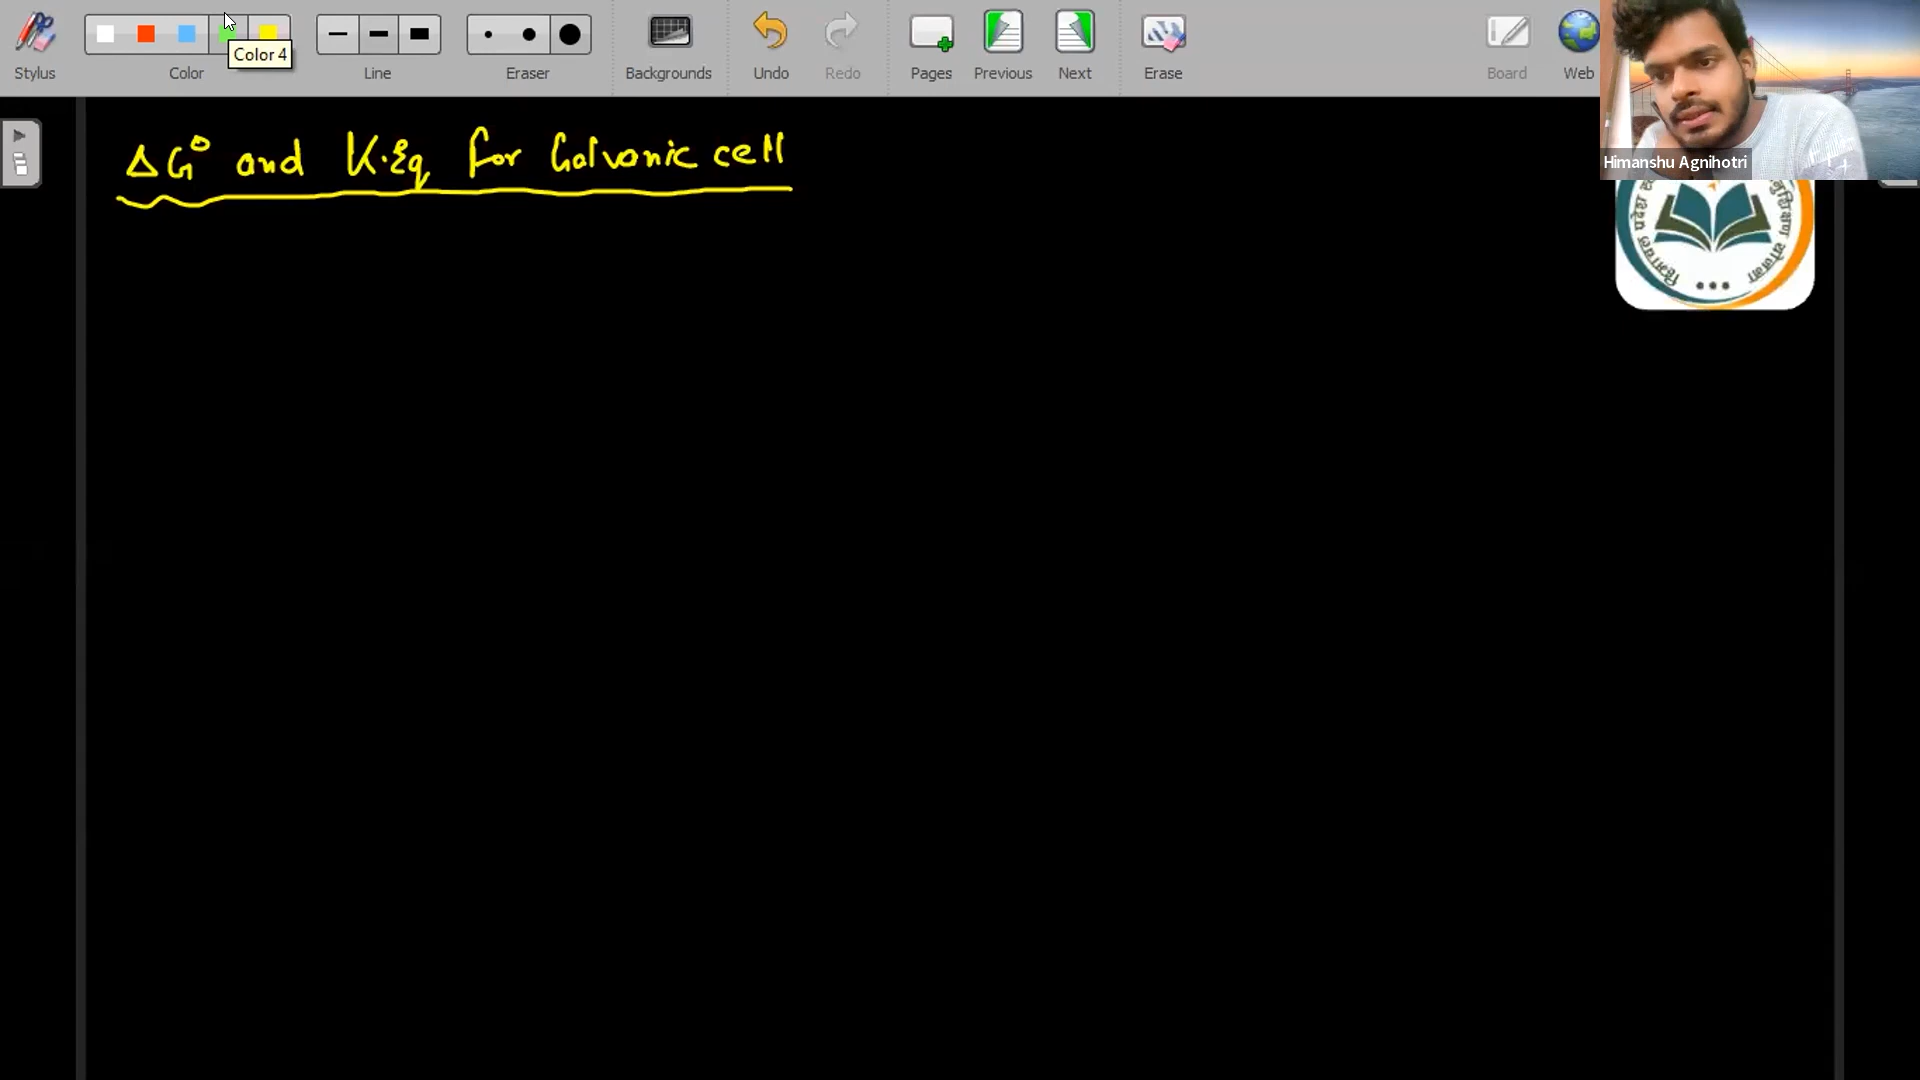 Stylus Color Line Eraser Backgrounds Undo Redo Pages Previous Next Erase Board Web
Color 4
ΔG° and K.Eq for Galvanic cell
Himanshu Agnihotri